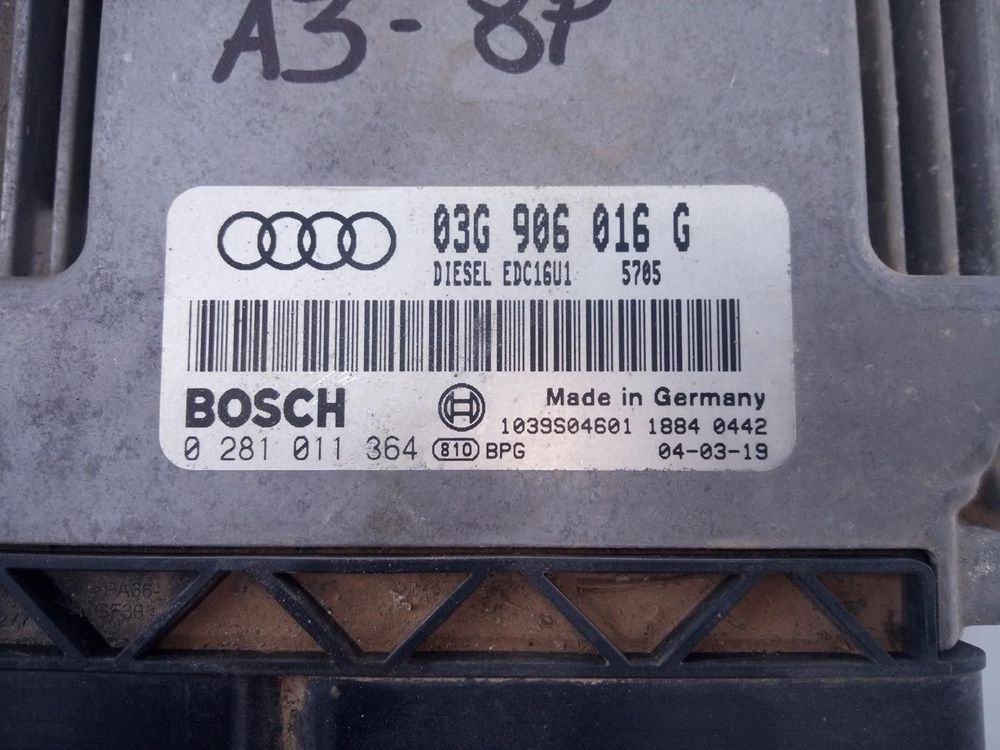 A3-8P
03G 906 016 G
DIESEL EDC16U1 5705
BOSCH
Made in Germany
1039S04601 1884 0442
0 281 011 364 810 BPG 04-03-19
PA66-